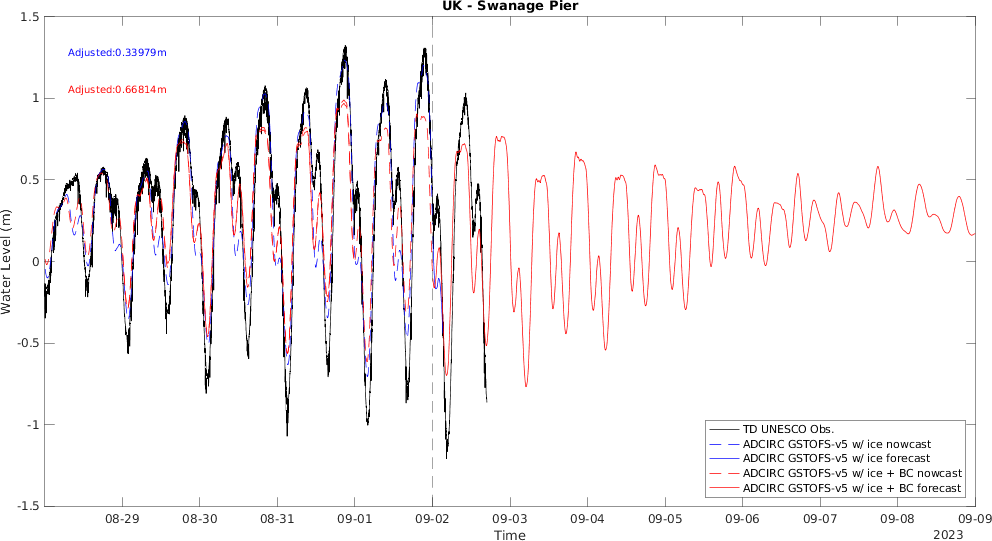 UK - Swanage Pier
1.5
1
0.5
0
-0.5
-1
-1.5
Water Level (m)
Adjusted:0.33979m
Adjusted:0.66814m
TD UNESCO Obs.
ADCIRC GSTOFS-v5 w/ ice nowcast
ADCIRC GSTOFS-v5 w/ ice forecast
ADCIRC GSTOFS-v5 w/ ice + BC nowcast
ADCIRC GSTOFS-v5 w/ ice + BC forecast
08-29 08-30 08-31 09-01 09-02 09-03 09-04 09-05 09-06 09-07 09-08 09-09
Time
2023